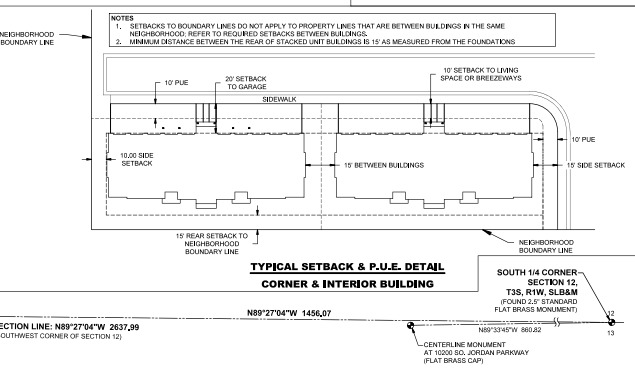 NOTES
1. SETBACKS TO BOUNDARY LINES DO NOT APPLY TO PROPERTY LINES THAT ARE BETWEEN BUILDINGS IN THE SAME
NEIGHBORHOOD; REFER TO REQUIRED SETBACKS BETWEEN BUILDINGS.
2. MINIMUM DISTANCE BETWEEN THE REAR OF STACKED UNIT BUILDINGS IS 15' AS MEASURED FROM THE FOUNDATIONS
NEIGHBORHOOD
BOUNDARY LINE
10' PUE
20' SETBACK
TO GARAGE
10' SETBACK TO LIVING
SPACE OR BREEZEWAYS
SIDEWALK
10' PUE
10.00 SIDE
SETBACK
15' BETWEEN BUILDINGS
15' SIDE SETBACK
15' REAR SETBACK TO
NEIGHBORHOOD
BOUNDARY LINE
NEIGHBORHOOD
BOUNDARY LINE
TYPICAL SETBACK & P.U.E. DETAIL
CORNER & INTERIOR BUILDING
SOUTH 1/4 CORNER
SECTION 12,
T3S, R1W, SLB&M
(FOUND 2.5" STANDARD
FLAT BRASS MONUMENT)
N89°27'04"W 1456.07
12
13
ECTION LINE: N89°27'04"W 2637.99
SOUTHWEST CORNER OF SECTION 12)
N89°33'45"W 860.82
CENTERLINE MONUMENT
AT 10200 SO. JORDAN PARKWAY
(FLAT BRASS CAP)